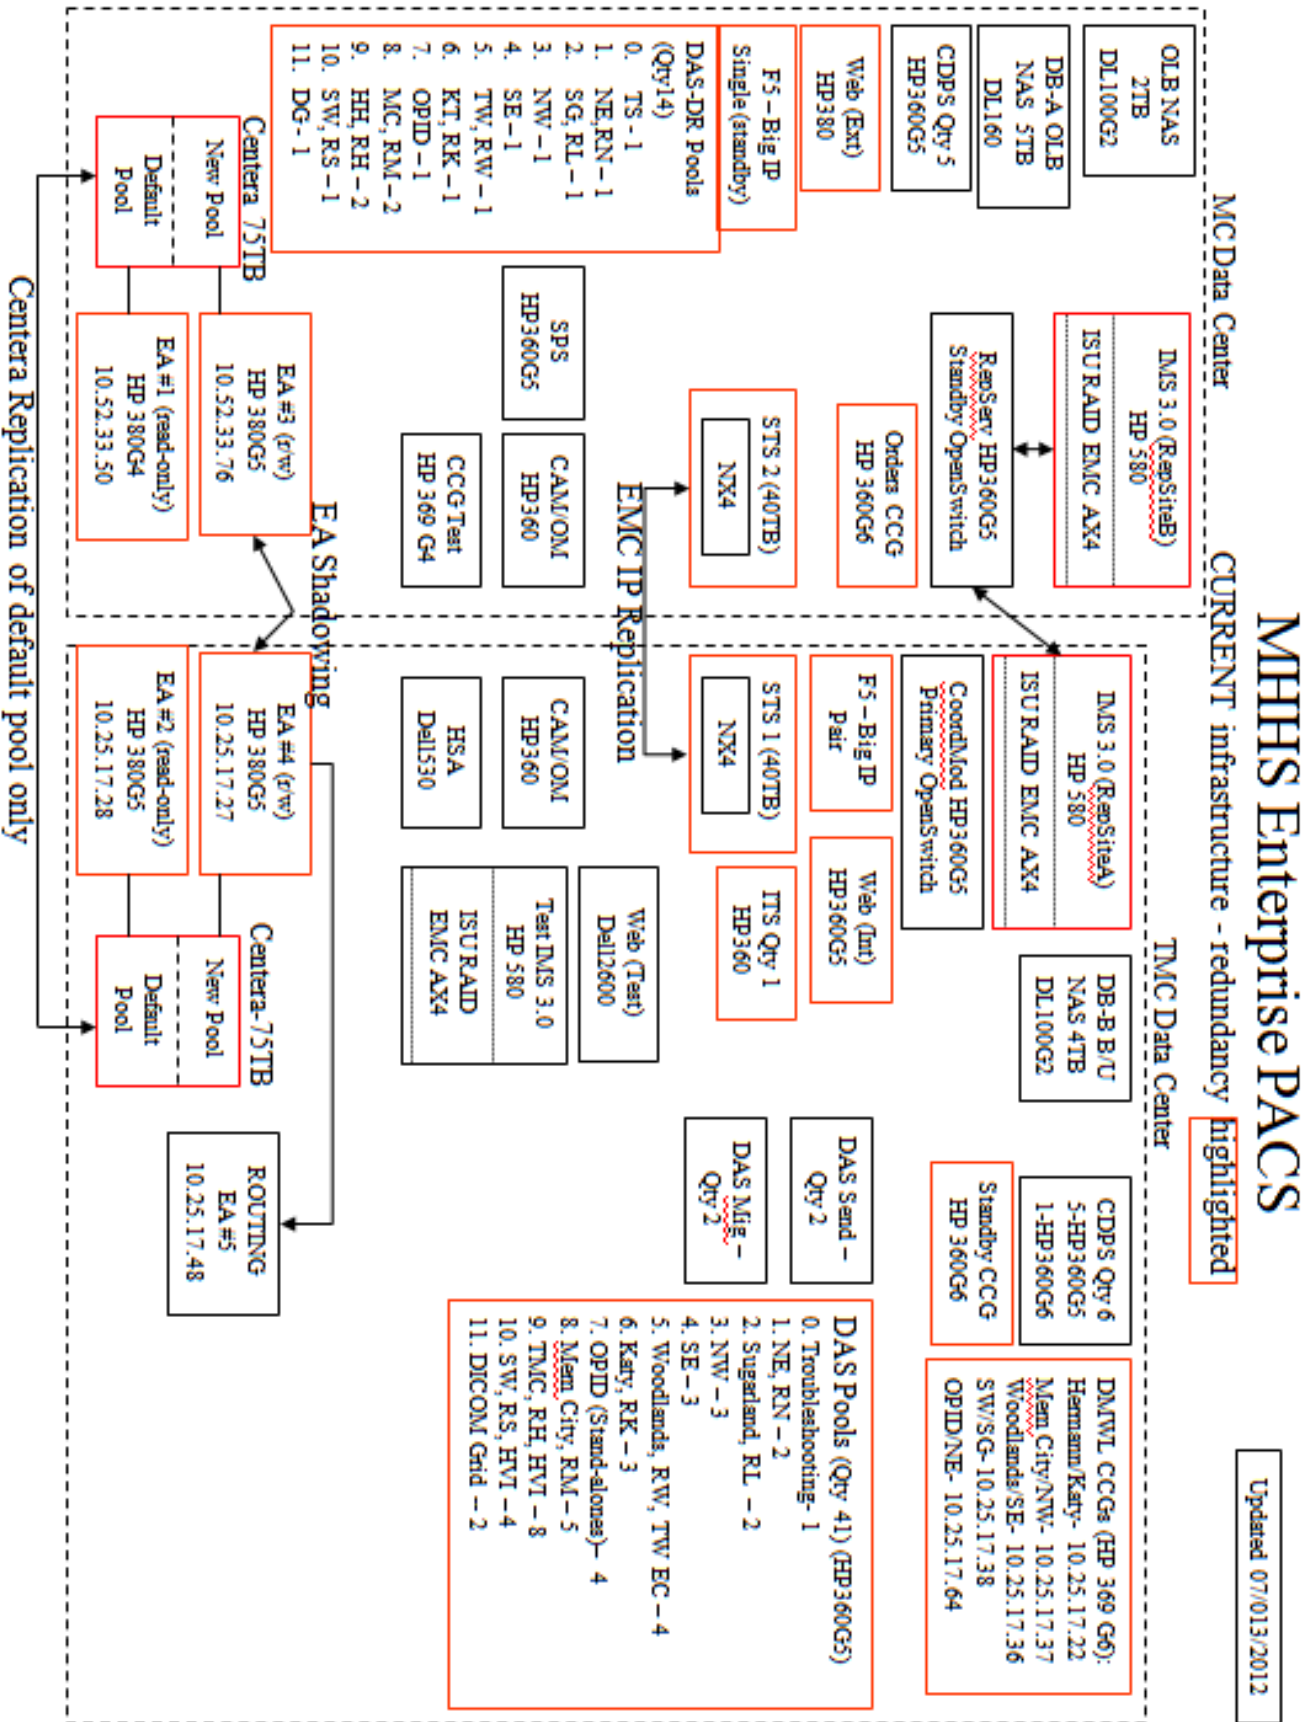 MHHS Enterprise PACS
CURRENT infrastructure - redundancy highlighted
Updated 07/013/2012
MC Data Center
OLB NAS
2TB
DL100G2
DB-A OLB
NAS 5TB
DL160
CDPS Qty 5
HP360G5
Web (Ext)
HP380
F5 – Big IP
Single (standby)
DAS-DR Pools
(Qty14)
0. TS - 1
1. NE,RN – 1
2. SG, RL – 1
3. NW – 1
4. SE – 1
5. TW, RW – 1
6. KT, RK – 1
7. OPID – 1
8. MC, RM – 2
9. HH, RH – 2
10. SW, RS – 1
11. DG- 1
Centera 75TB
New Pool
Default
Pool
IMS 3.0 (RepSiteB)
HP 580
ISU RAID EMC AX4
RepServ HP360G5
Standby OpenSwitch
Orders CCG
HP 360G6
STS 2 (40TB)
NX4
SPS
HP360G5
CAM/OM
HP360
CCG Test
HP 369 G4
EA #3 (r/w)
HP 380G5
10.52.33.76
EA #1 (read-only)
HP 380G4
10.52.33.50
EMC IP Replication
EA Shadowing
Centera Replication of default pool only
TMC Data Center
IMS 3.0 (RepSiteA)
HP 580
ISU RAID EMC AX4
CoordMod HP360G5
Primary OpenSwitch
F5 – Big IP
Pair
Web (Int)
HP360G5
STS 1 (40TB)
NX4
ITS Qty 1
HP360
CAM/OM
HP360
HSA
Dell530
Web (Test)
Dell2600
Test IMS 3.0
HP 580
ISU RAID
EMC AX4
EA #4 (r/w)
HP 380G5
10.25.17.27
EA #2 (read-only)
HP 380G5
10.25.17.28
Centera-75TB
New Pool
Default
Pool
ROUTING
EA #5
10.25.17.48
DB-B B/U
NAS 4TB
DL100G2
CDPS Qty 6
5-HP360G5
1-HP360G6
Standby CCG
HP 360G6
DAS Send –
Qty 2
DAS Mig –
Qty 2
DMWL CCGs (HP 369 G6):
Hermann/Katy- 10.25.17.22
Mem City/NW- 10.25.17.37
Woodlands/SE- 10.25.17.36
SW/SG- 10.25.17.38
OPID/NE- 10.25.17.64
DAS Pools (Qty 41) (HP360G5)
0. Troubleshooting- 1
1. NE, RN – 2
2. Sugarland, RL – 2
3. NW – 3
4. SE – 3
5. Woodlands, RW, TW EC – 4
6. Katy, RK – 3
7. OPID (Stand-alones)– 4
8. Mem City, RM – 5
9. TMC, RH, HVI – 8
10. SW, RS, HVI – 4
11. DICOM Grid – 2